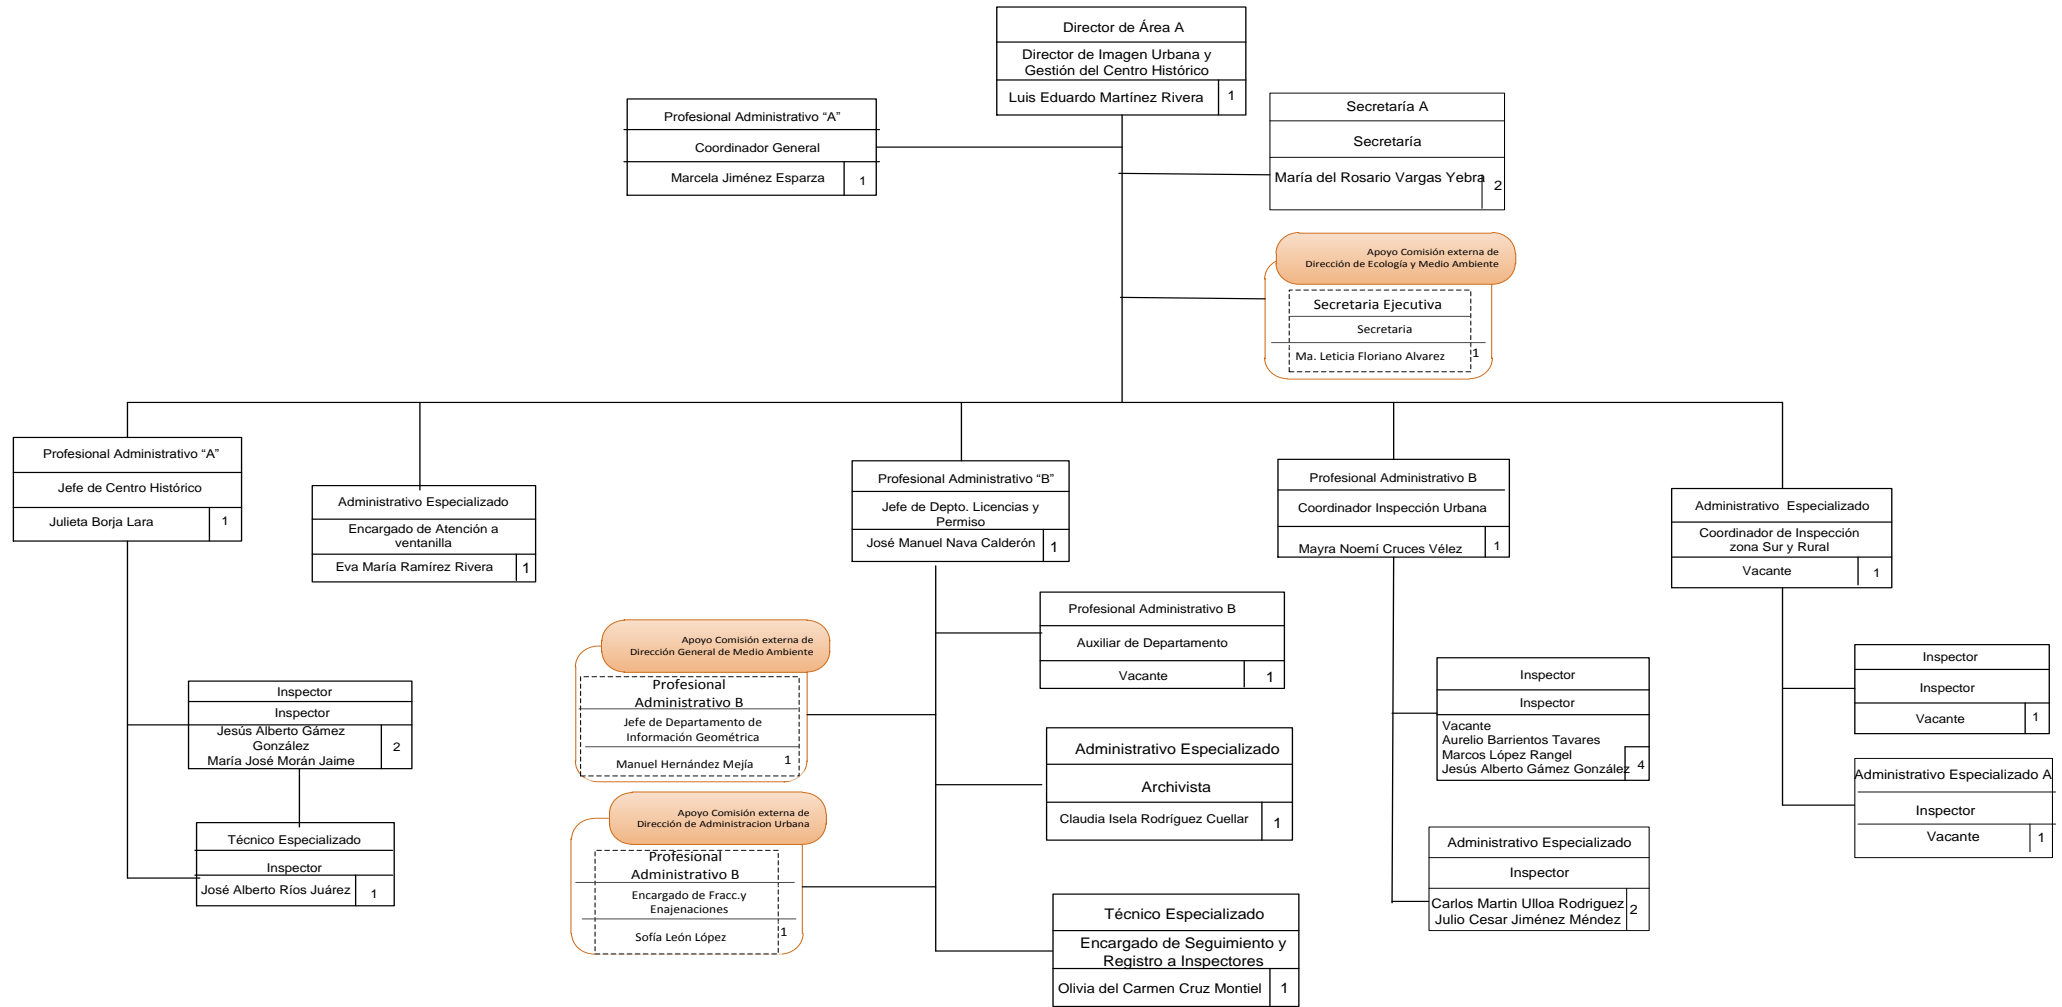 Director de Área A
Director de Imagen Urbana y
Gestión del Centro Histórico
Luis Eduardo Martínez Rivera
1
Profesional Administrativo “A”
Coordinador General
Marcela Jiménez Esparza
1
Secretaría A
Secretaría
María del Rosario Vargas Yebra
2
Apoyo Comisión externa de
Dirección de Ecología y Medio Ambiente
Secretaria Ejecutiva
Secretaria
Ma. Leticia Floriano Alvarez
1
Profesional Administrativo “A”
Jefe de Centro Histórico
Julieta Borja Lara
1
Administrativo Especializado
Encargado de Atención a
ventanilla
Eva María Ramírez Rivera
1
Profesional Administrativo “B”
Jefe de Depto. Licencias y
Permiso
José Manuel Nava Calderón
1
Profesional Administrativo B
Coordinador Inspección Urbana
Mayra Noemí Cruces Vélez
1
Administrativo  Especializado
Coordinador de Inspección
zona Sur y Rural
Vacante
1
Inspector
Inspector
Jesús Alberto Gámez
González
María José Morán Jaime
2
Técnico Especializado
Inspector
José Alberto Ríos Juárez
1
Apoyo Comisión externa de
Dirección General de Medio Ambiente
Profesional
Administrativo B
Jefe de Departamento de
Información Geométrica
Manuel Hernández Mejía
1
Apoyo Comisión externa de
Dirección de Administracion Urbana
Profesional
Administrativo B
Encargado de Fracc.y
Enajenaciones
Sofía León López
1
Profesional Administrativo B
Auxiliar de Departamento
Vacante
1
Administrativo Especializado
Archivista
Claudia Isela Rodríguez Cuellar
1
Técnico Especializado
Encargado de Seguimiento y
Registro a Inspectores
Olivia del Carmen Cruz Montiel
1
Inspector
Inspector
Vacante
Aurelio Barrientos Tavares
Marcos López Rangel
Jesús Alberto Gámez González
4
Administrativo Especializado
Inspector
Carlos Martin Ulloa Rodriguez
Julio Cesar Jiménez Méndez
2
Inspector
Inspector
Vacante
1
Administrativo Especializado A
Inspector
Vacante
1